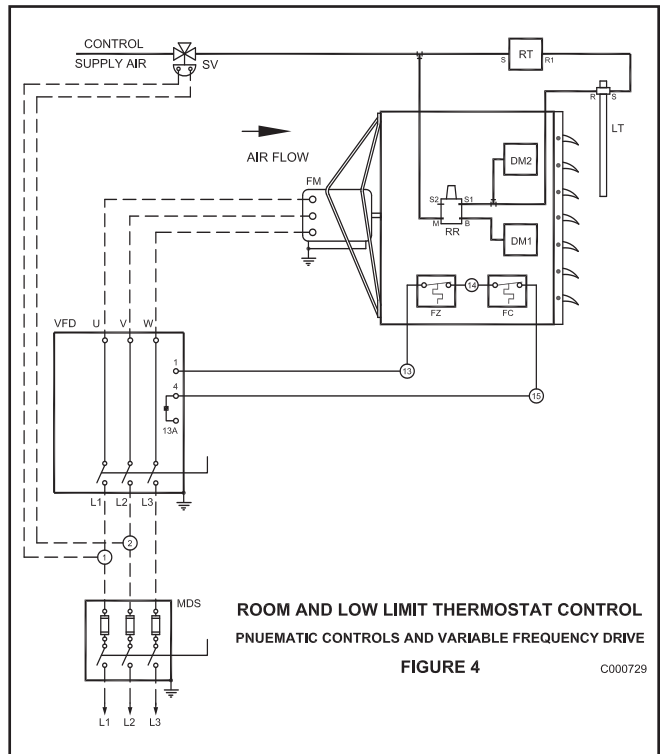 CONTROL
SUPPLY AIR
SV
S
RT
R1
R
S
LT
AIR FLOW
FM
DM2
S2
S1
M
B
RR
DM1
14
FZ
FC
VFD
U
V
W
1
13
4
15
13A
L1
L2
L3
1
2
MDS
ROOM AND LOW LIMIT THERMOSTAT CONTROL
PNUEMATIC CONTROLS AND VARIABLE FREQUENCY DRIVE
FIGURE 4
C000729
L1
L2
L3